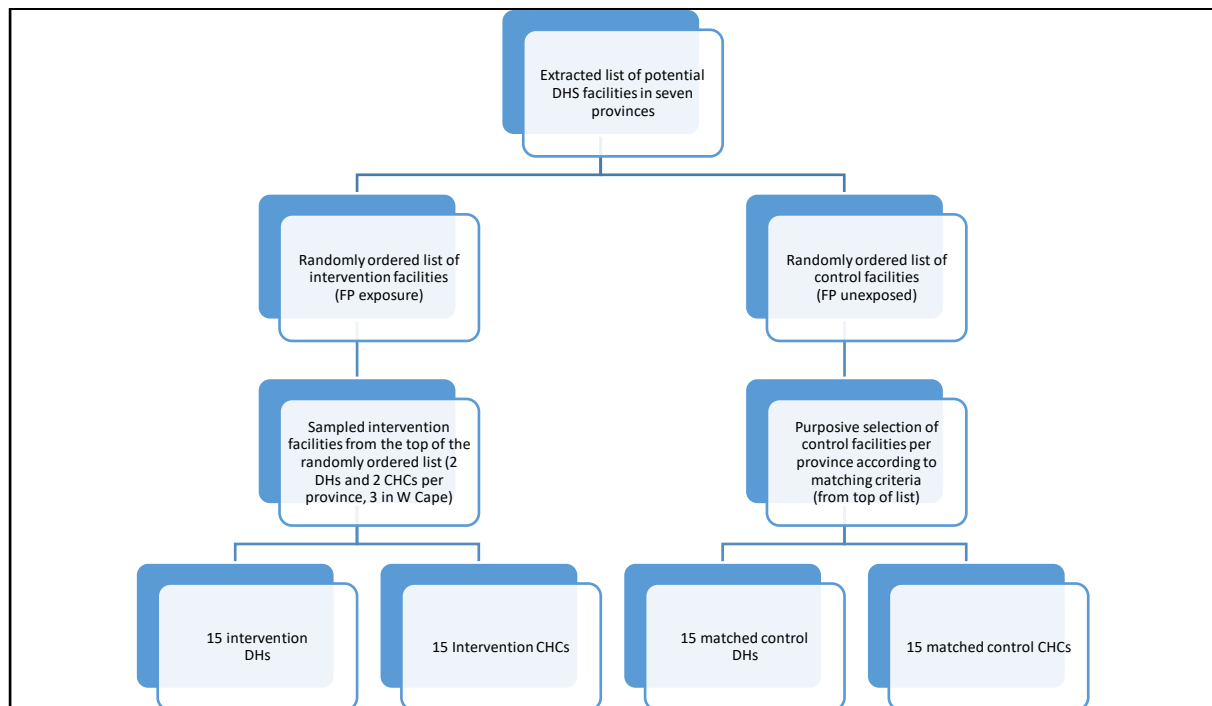 Extracted list of potential
DHS facilities in seven
provinces
Randomly ordered list of
intervention facilities
(FP exposure)
Randomly ordered list of
control facilities
(FP unexposed)
Sampled intervention
facilities from the top of the
randomly ordered list (2
DHs and 2 CHCs per
province, 3 in W Cape)
Purposive selection of
control facilities per
province according to
matching criteria
(from top of list)
15 intervention
DHs
15 Intervention CHCs
15 matched control
DHs
15 matched control CHCs